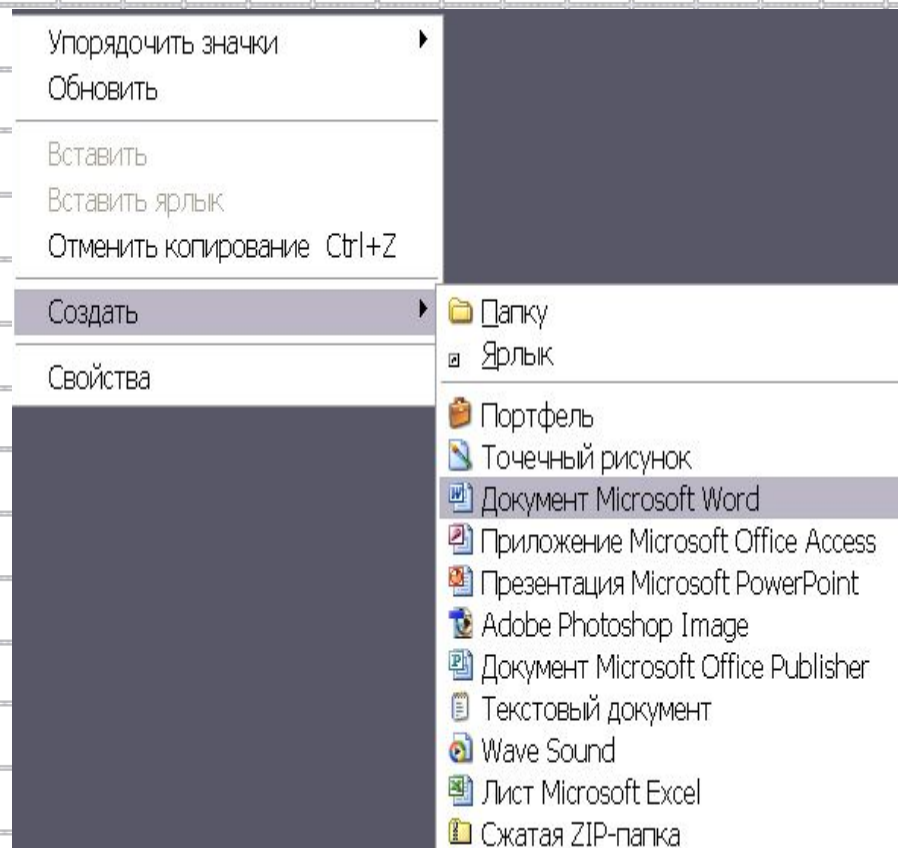 Упорядочить значки
Обновить
Вставить
Вставить ярлык
Отменить копирование Ctrl+Z
Создать
Свойства
Папку
Ярлык
Портфель
Точечный рисунок
Документ Microsoft Word
Приложение Microsoft Office Access
Презентация Microsoft PowerPoint
Adobe Photoshop Image
Документ Microsoft Office Publisher
Текстовый документ
Wave Sound
Лист Microsoft Excel
Сжатая ZIP-папка